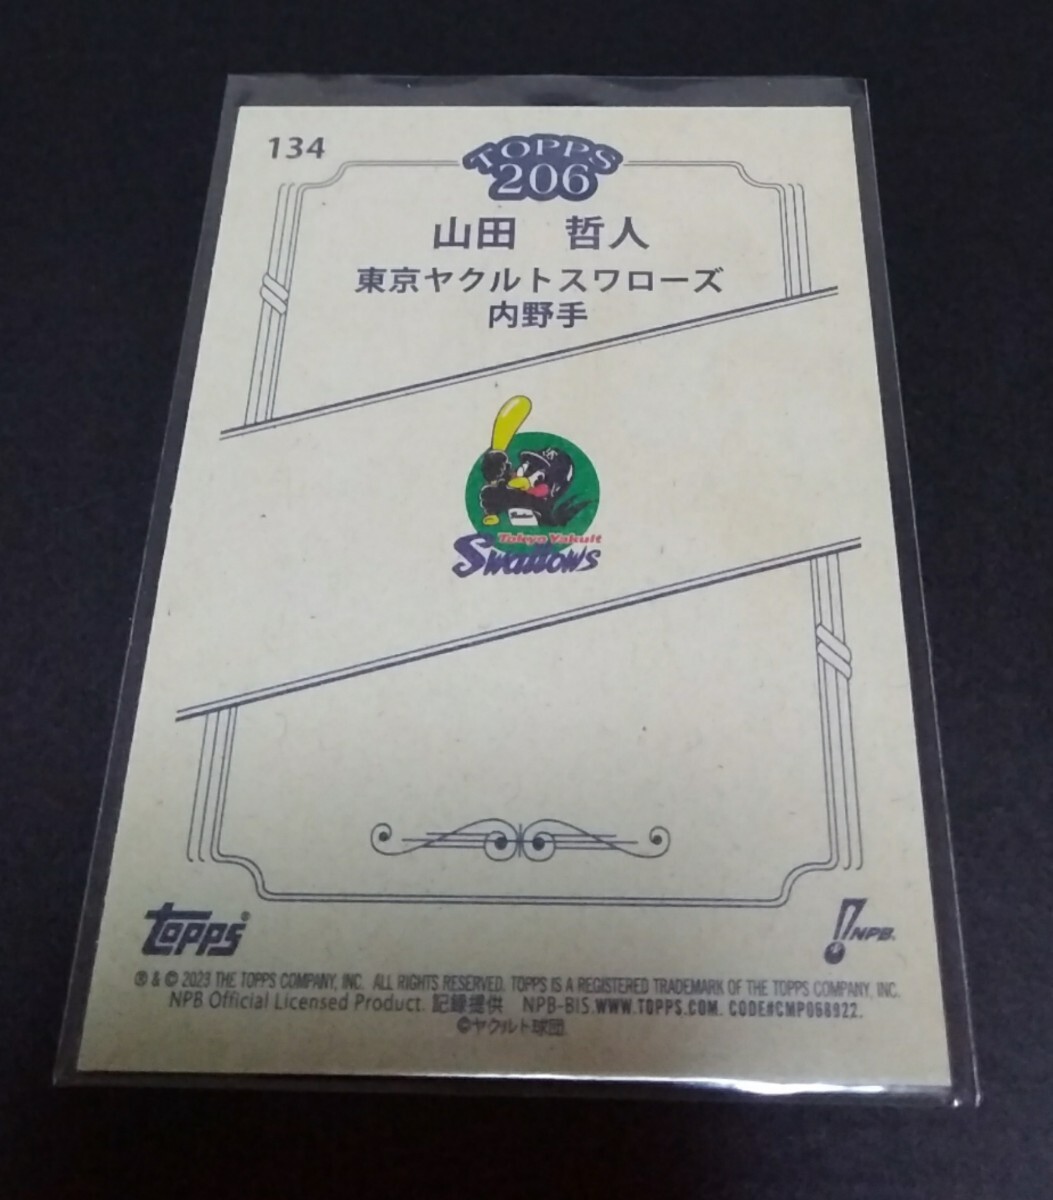 134
TOPPS
206
山田 哲人
東京ヤクルトスワローズ
内野手
Tokyo Yakult
Swallows
topps®
NPB.
® & © 2023 THE TOPPS COMPANY, INC. ALL RIGHTS RESERVED. TOPPS IS A REGISTERED TRADEMARK OF THE TOPPS COMPANY, INC.
NPB Official Licensed Product. 記録提供 NPB-BIS WWW.TOPPS.COM. CODE#CMP068922.
©ヤクルト球団